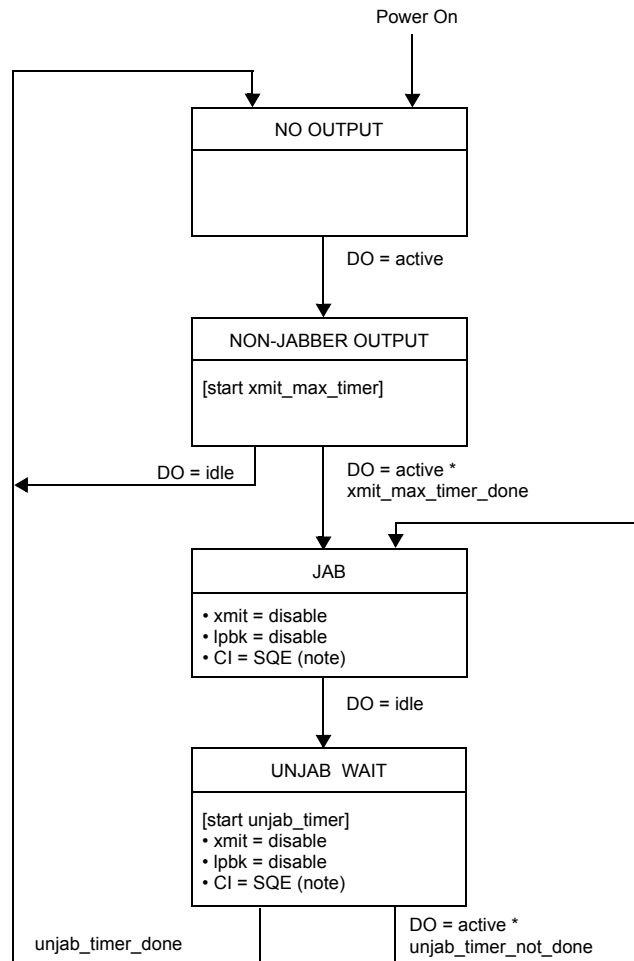 Power On
NO OUTPUT
DO = active
NON-JABBER OUTPUT
[start xmit_max_timer]
DO = idle
DO = active *
xmit_max_timer_done
JAB
• xmit = disable
• lpbk = disable
• CI = SQE (note)
DO = idle
UNJAB WAIT
[start unjab_timer]
• xmit = disable
• lpbk = disable
• CI = SQE (note)
unjab_timer_done
DO = active *
unjab_timer_not_done